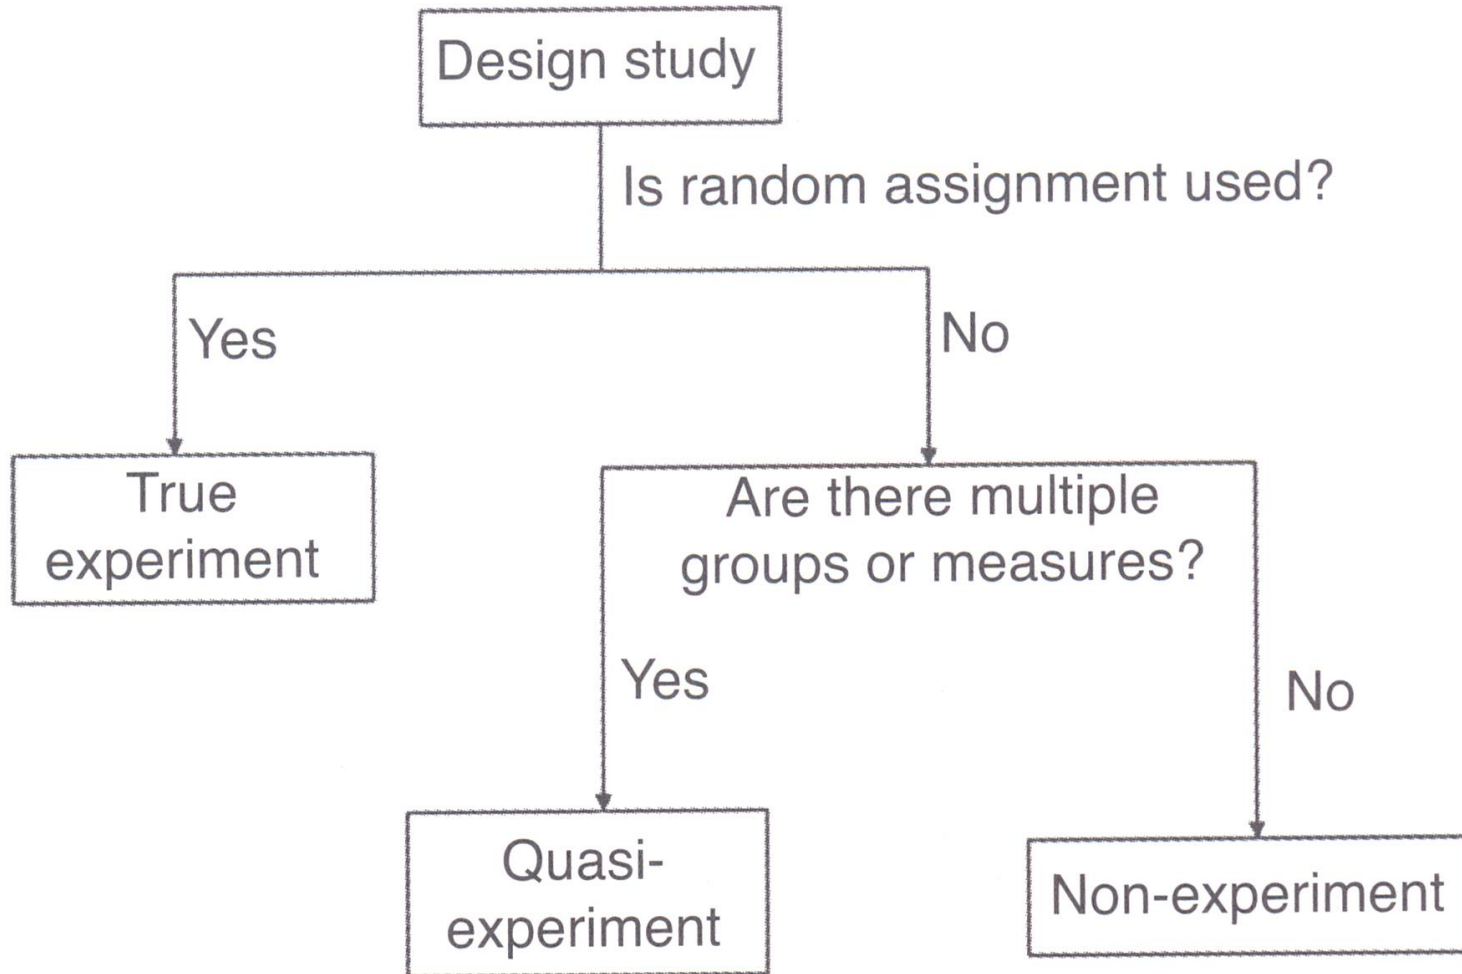 Design study
Is random assignment used?
Yes
No
True
experiment
Are there multiple
groups or measures?
Yes
No
Quasi-
experiment
Non-experiment